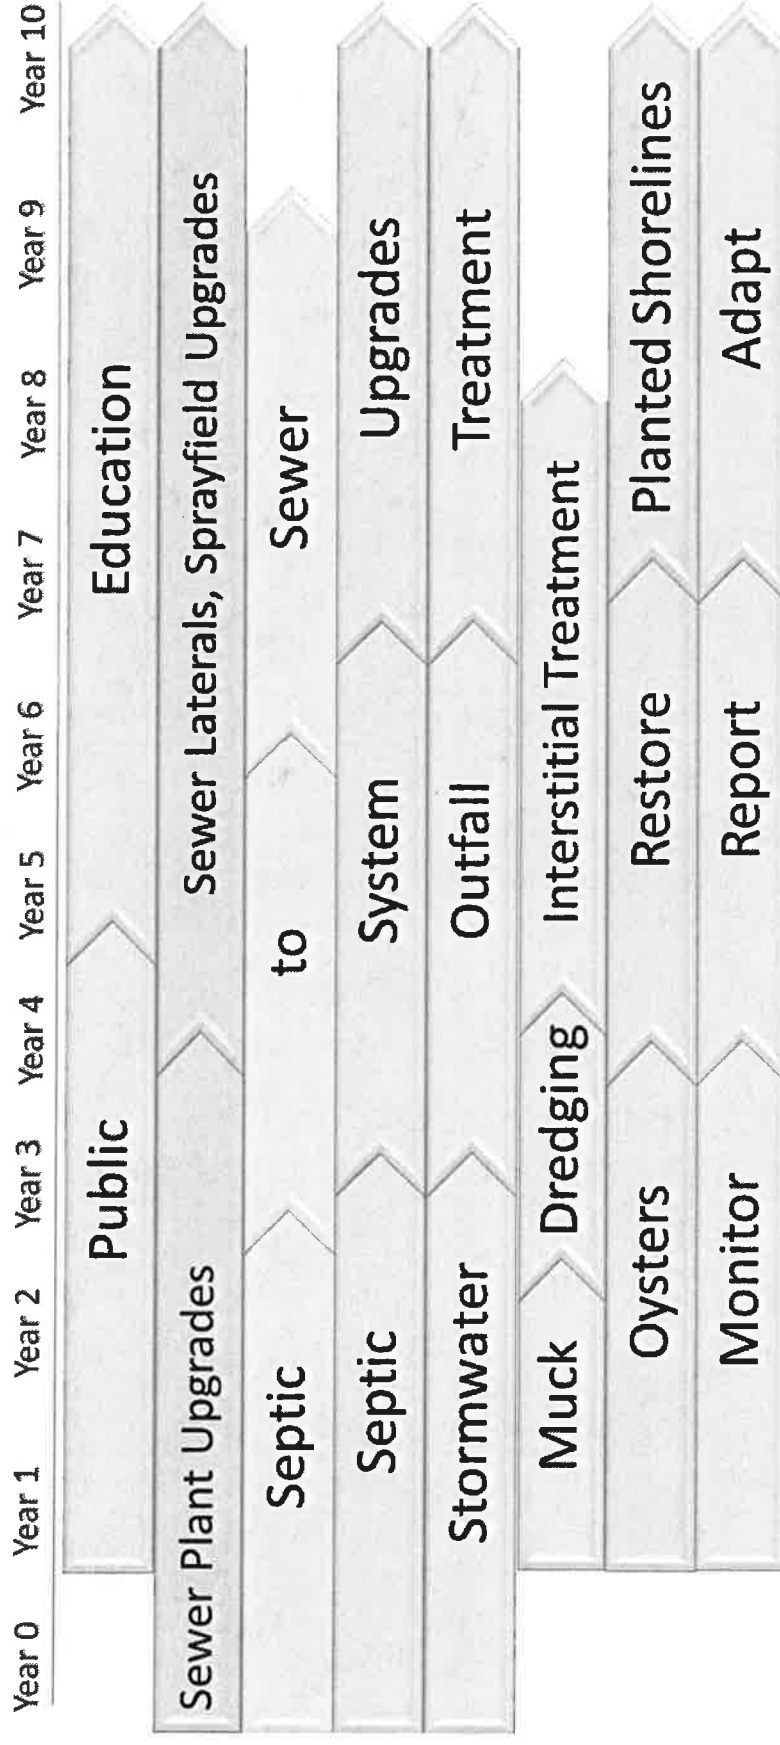 Year 0 Year 1 Year 2 Year 3 Year 4 Year 5 Year 6 Year 7 Year 8 Year 9 Year 10
Public Education
Sewer Plant Upgrades Sewer Laterals, Sprayfield Upgrades
Septic to Sewer
Septic System Upgrades
Stormwater Outfall Treatment
Muck Dredging Interstitial Treatment
Oysters Restore Planted Shorelines
Monitor Report Adapt